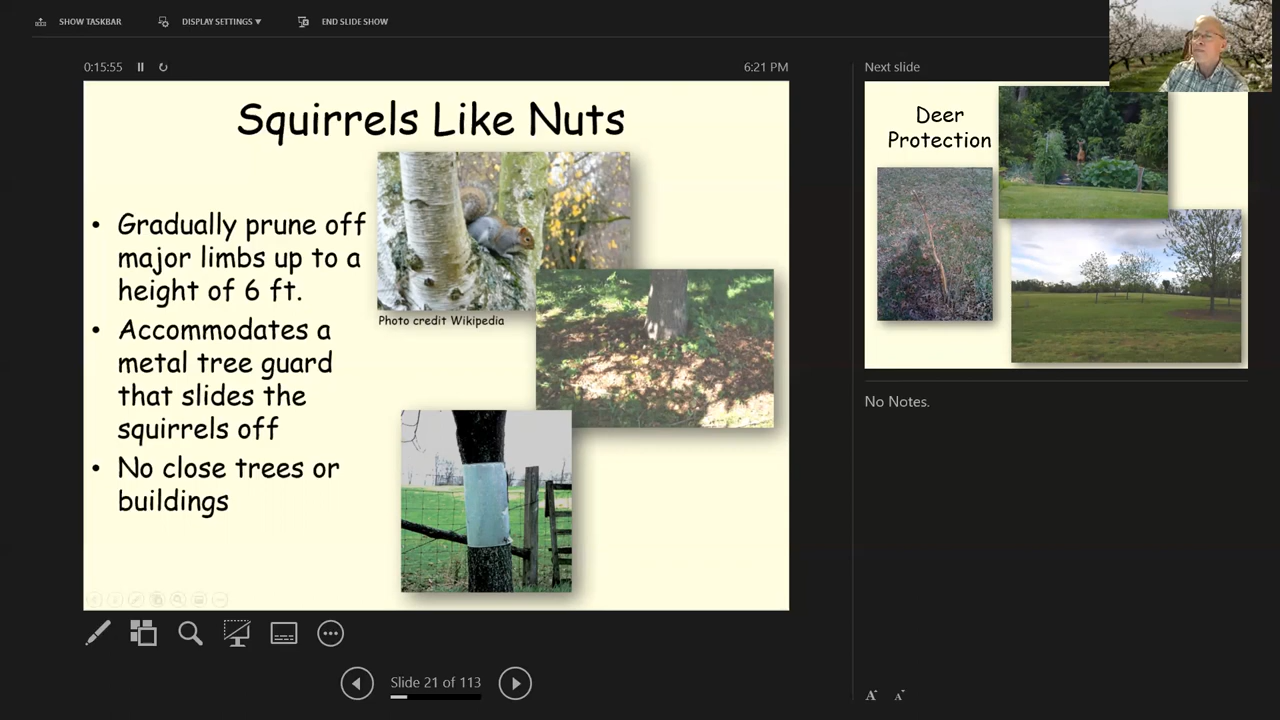 SHOW TASKBAR
DISPLAY SETTINGS ▼
END SLIDE SHOW
0:15:55
6:21 PM
Squirrels Like Nuts
• Gradually prune off
major limbs up to a
height of 6 ft.
• Accommodates a
metal tree guard
that slides the
squirrels off
• No close trees or
buildings
Photo credit Wikipedia
Slide 21 of 113
Next slide
Deer
Protection
No Notes.
A A